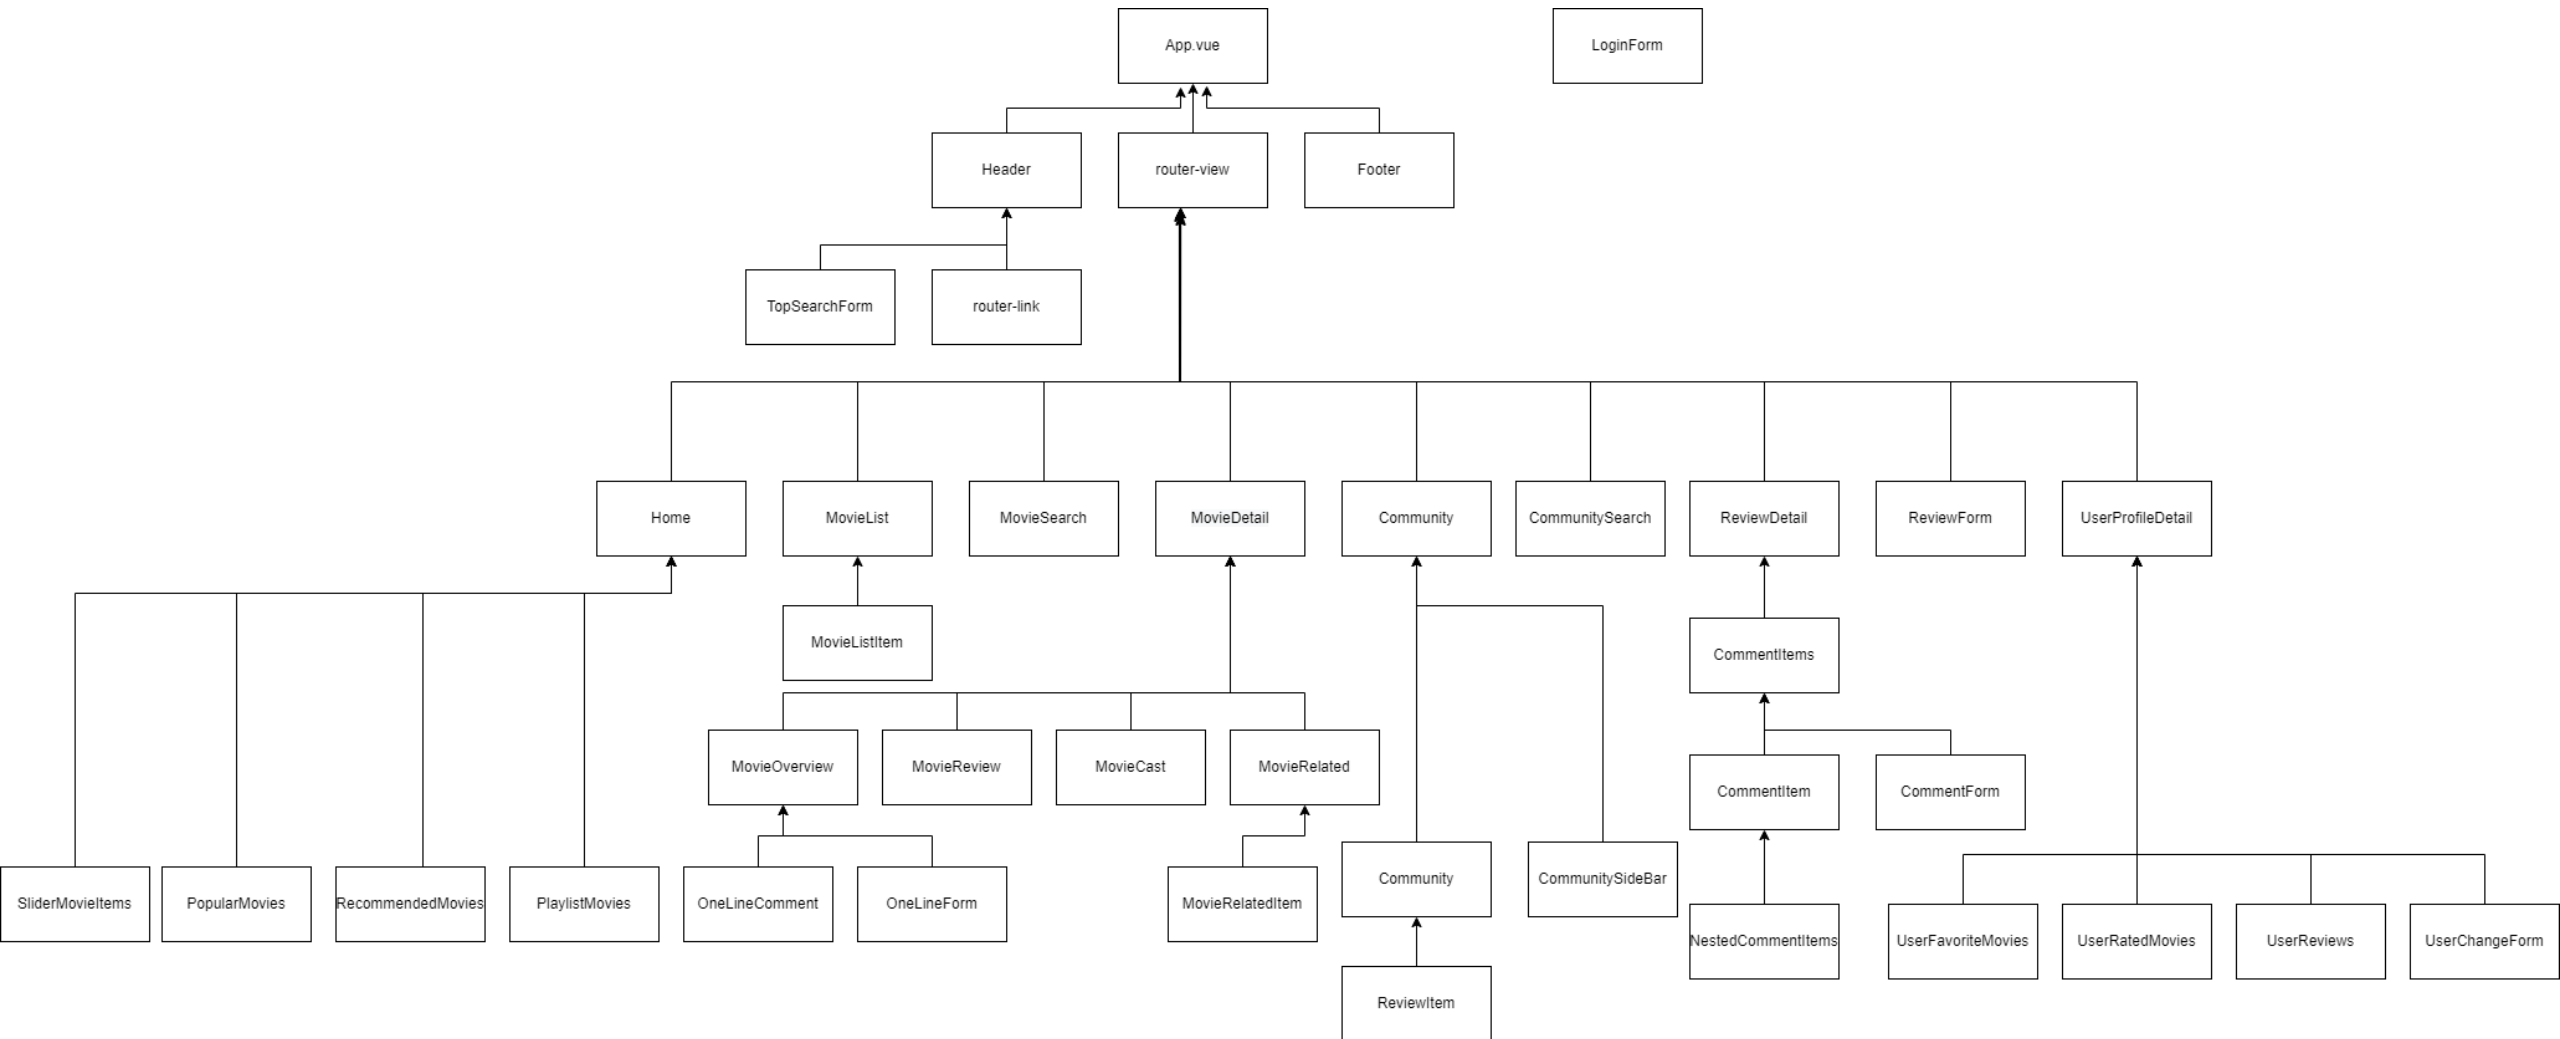 App.vue
LoginForm
Header
router-view
Footer
TopSearchForm
router-link
Home
MovieList
MovieSearch
MovieDetail
Community
CommunitySearch
ReviewDetail
ReviewForm
UserProfileDetail
MovieListItem
CommentItems
MovieOverview
MovieReview
MovieCast
MovieRelated
CommentItem
CommentForm
SliderMovieItems
PopularMovies
RecommendedMovies
PlaylistMovies
OneLineComment
OneLineForm
MovieRelatedItem
Community
CommunitySideBar
NestedCommentItems
UserFavoriteMovies
UserRatedMovies
UserReviews
UserChangeForm
ReviewItem